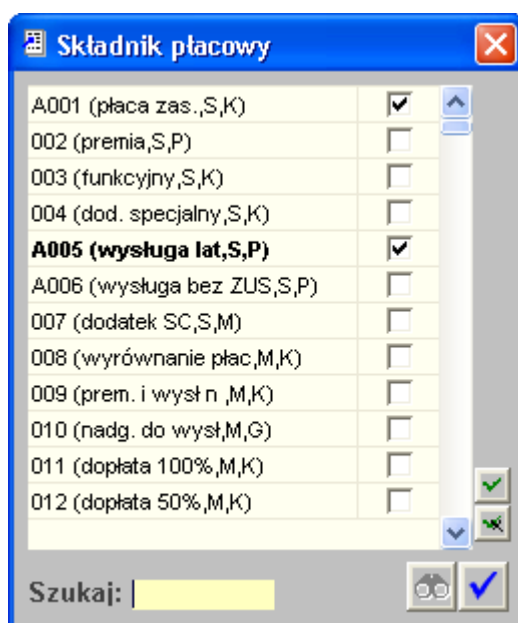 Składnik płacowy
A001 (płaca zas.,S,K)
002 (premia,S,P)
003 (funkcyjny,S,K)
004 (dod. specjalny,S,K)
A005 (wysługa lat,S,P)
A006 (wysługa bez ZUS,S,P)
007 (dodatek SC,S,M)
008 (wyrównanie płac,M,K)
009 (prem. i wysł n ,M,K)
010 (nadg. do wysł,M,G)
011 (dopłata 100%,M,K)
012 (dopłata 50%,M,K)
Szukaj: